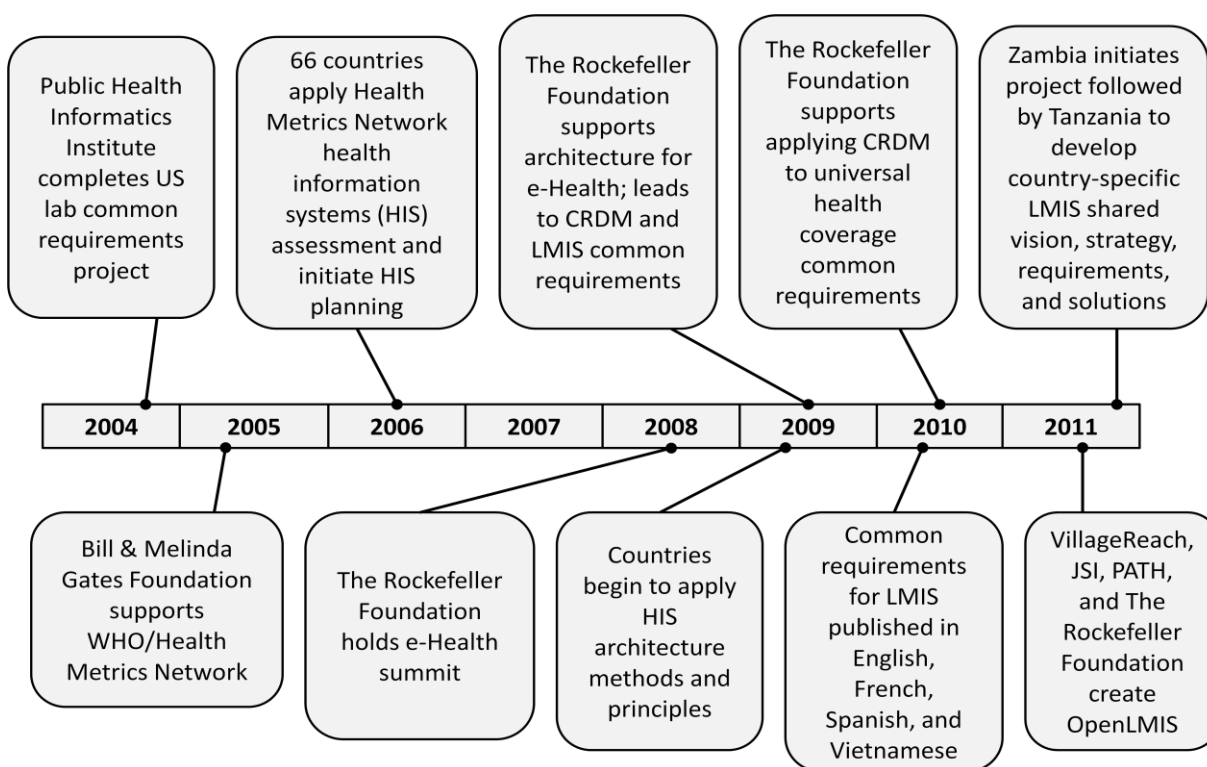 Public Health
Informatics
Institute
completes US
lab common
requirements
project
66 countries
apply Health
Metrics Network
health
information
systems (HIS)
assessment and
initiate HIS
planning
The Rockefeller
Foundation
supports
architecture for
e-Health; leads
to CRDM and
LMIS common
requirements
The Rockefeller
Foundation
supports
applying CRDM
to universal
health
coverage
common
requirements
Zambia initiates
project followed
by Tanzania to
develop
country-specific
LMIS shared
vision, strategy,
requirements,
and solutions
2004 2005 2006 2007 2008 2009 2010 2011
Bill & Melinda
Gates Foundation
supports
WHO/Health
Metrics Network
The Rockefeller
Foundation
holds e-Health
summit
Countries
begin to apply
HIS
architecture
methods and
principles
Common
requirements
for LMIS
published in
English,
French,
Spanish, and
Vietnamese
VillageReach,
JSI, PATH,
and The
Rockefeller
Foundation
create
OpenLMIS